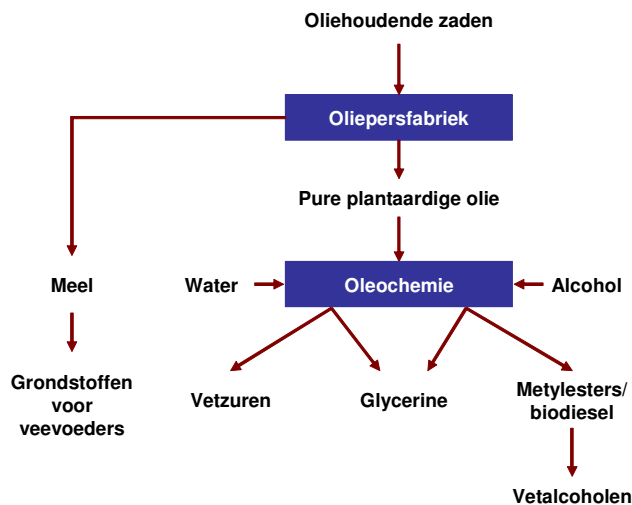 Oliehoudende zaden
Oliepersfabriek
Pure plantaardige olie
Meel
Water
Oleochemie
Alcohol
Grondstoffen
voor
veevoeders
Vetzuren
Glycerine
Metylesters/
biodiesel
Vetalcoholen